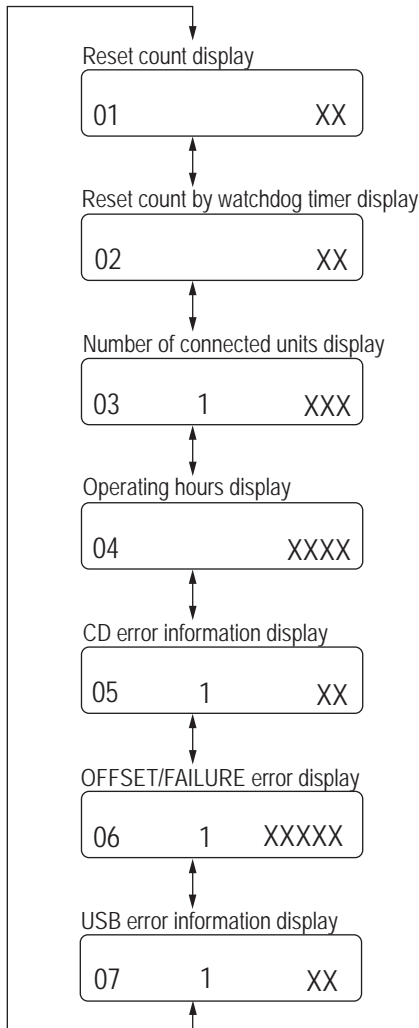 Reset count display
01 XX
Reset count by watchdog timer display
02 XX
Number of connected units display
03 1 XXX
Operating hours display
04 XXXX
CD error information display
05 1 XX
OFFSET/FAILURE error display
06 1 XXXXX
USB error information display
07 1 XX